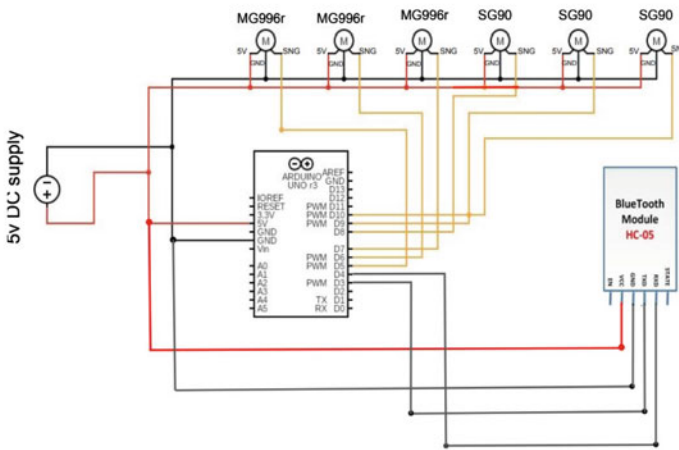 MG996r MG996r MG996r SG90 SG90 SG90
M M M M M M
5V SNG 5V SNG 5V SNG 5V SNG 5V SNG 5V
GND GND GND GND GND GND
5v DC supply
ARDUINO
UNO r3
IOREF
RESET
3.3V
5V
GND
GND
Vin
A0
A1
A2
A3
A4
A5
AREF
GND
D13
D12
PWM D11
PWM D10
PWM D9
D8
D7
PWM D6
PWM D5
D4
PWM D3
D2
TX D1
RX D0
BlueTooth
Module
HC-05
EN VCC GND TXD RXD STATE